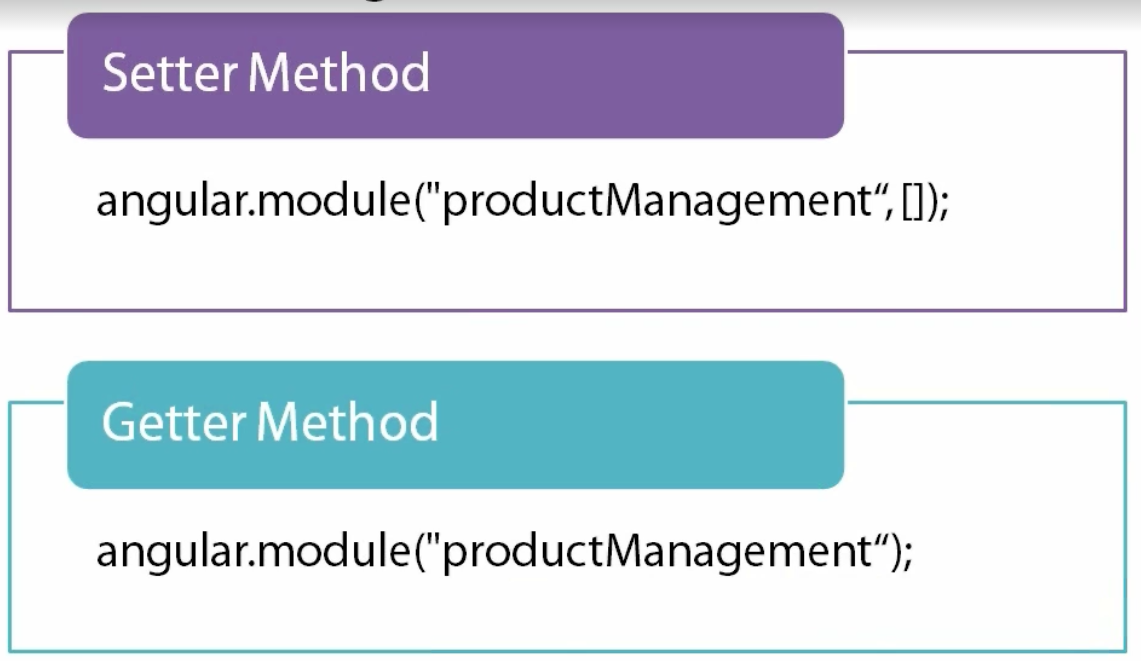 Setter Method
angular.module("productManagement“, []);
Getter Method
angular.module("productManagement“);